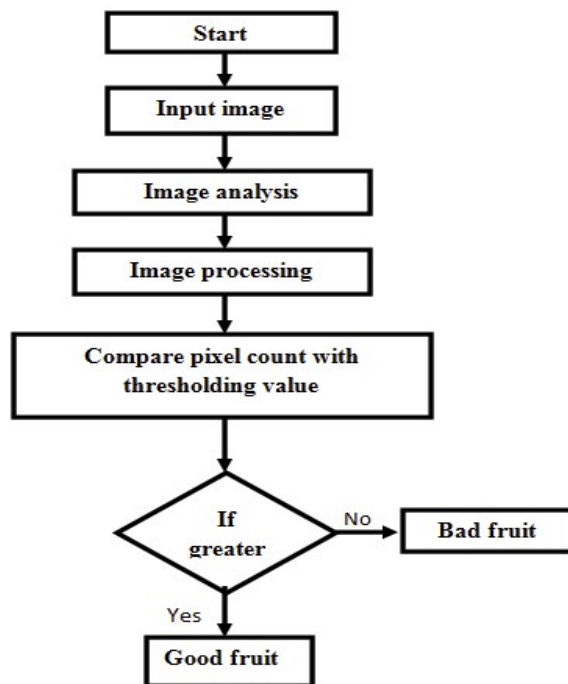 Start
Input image
Image analysis
Image processing
Compare pixel count with
thresholding value
If
greater
No
Bad fruit
Yes
Good fruit